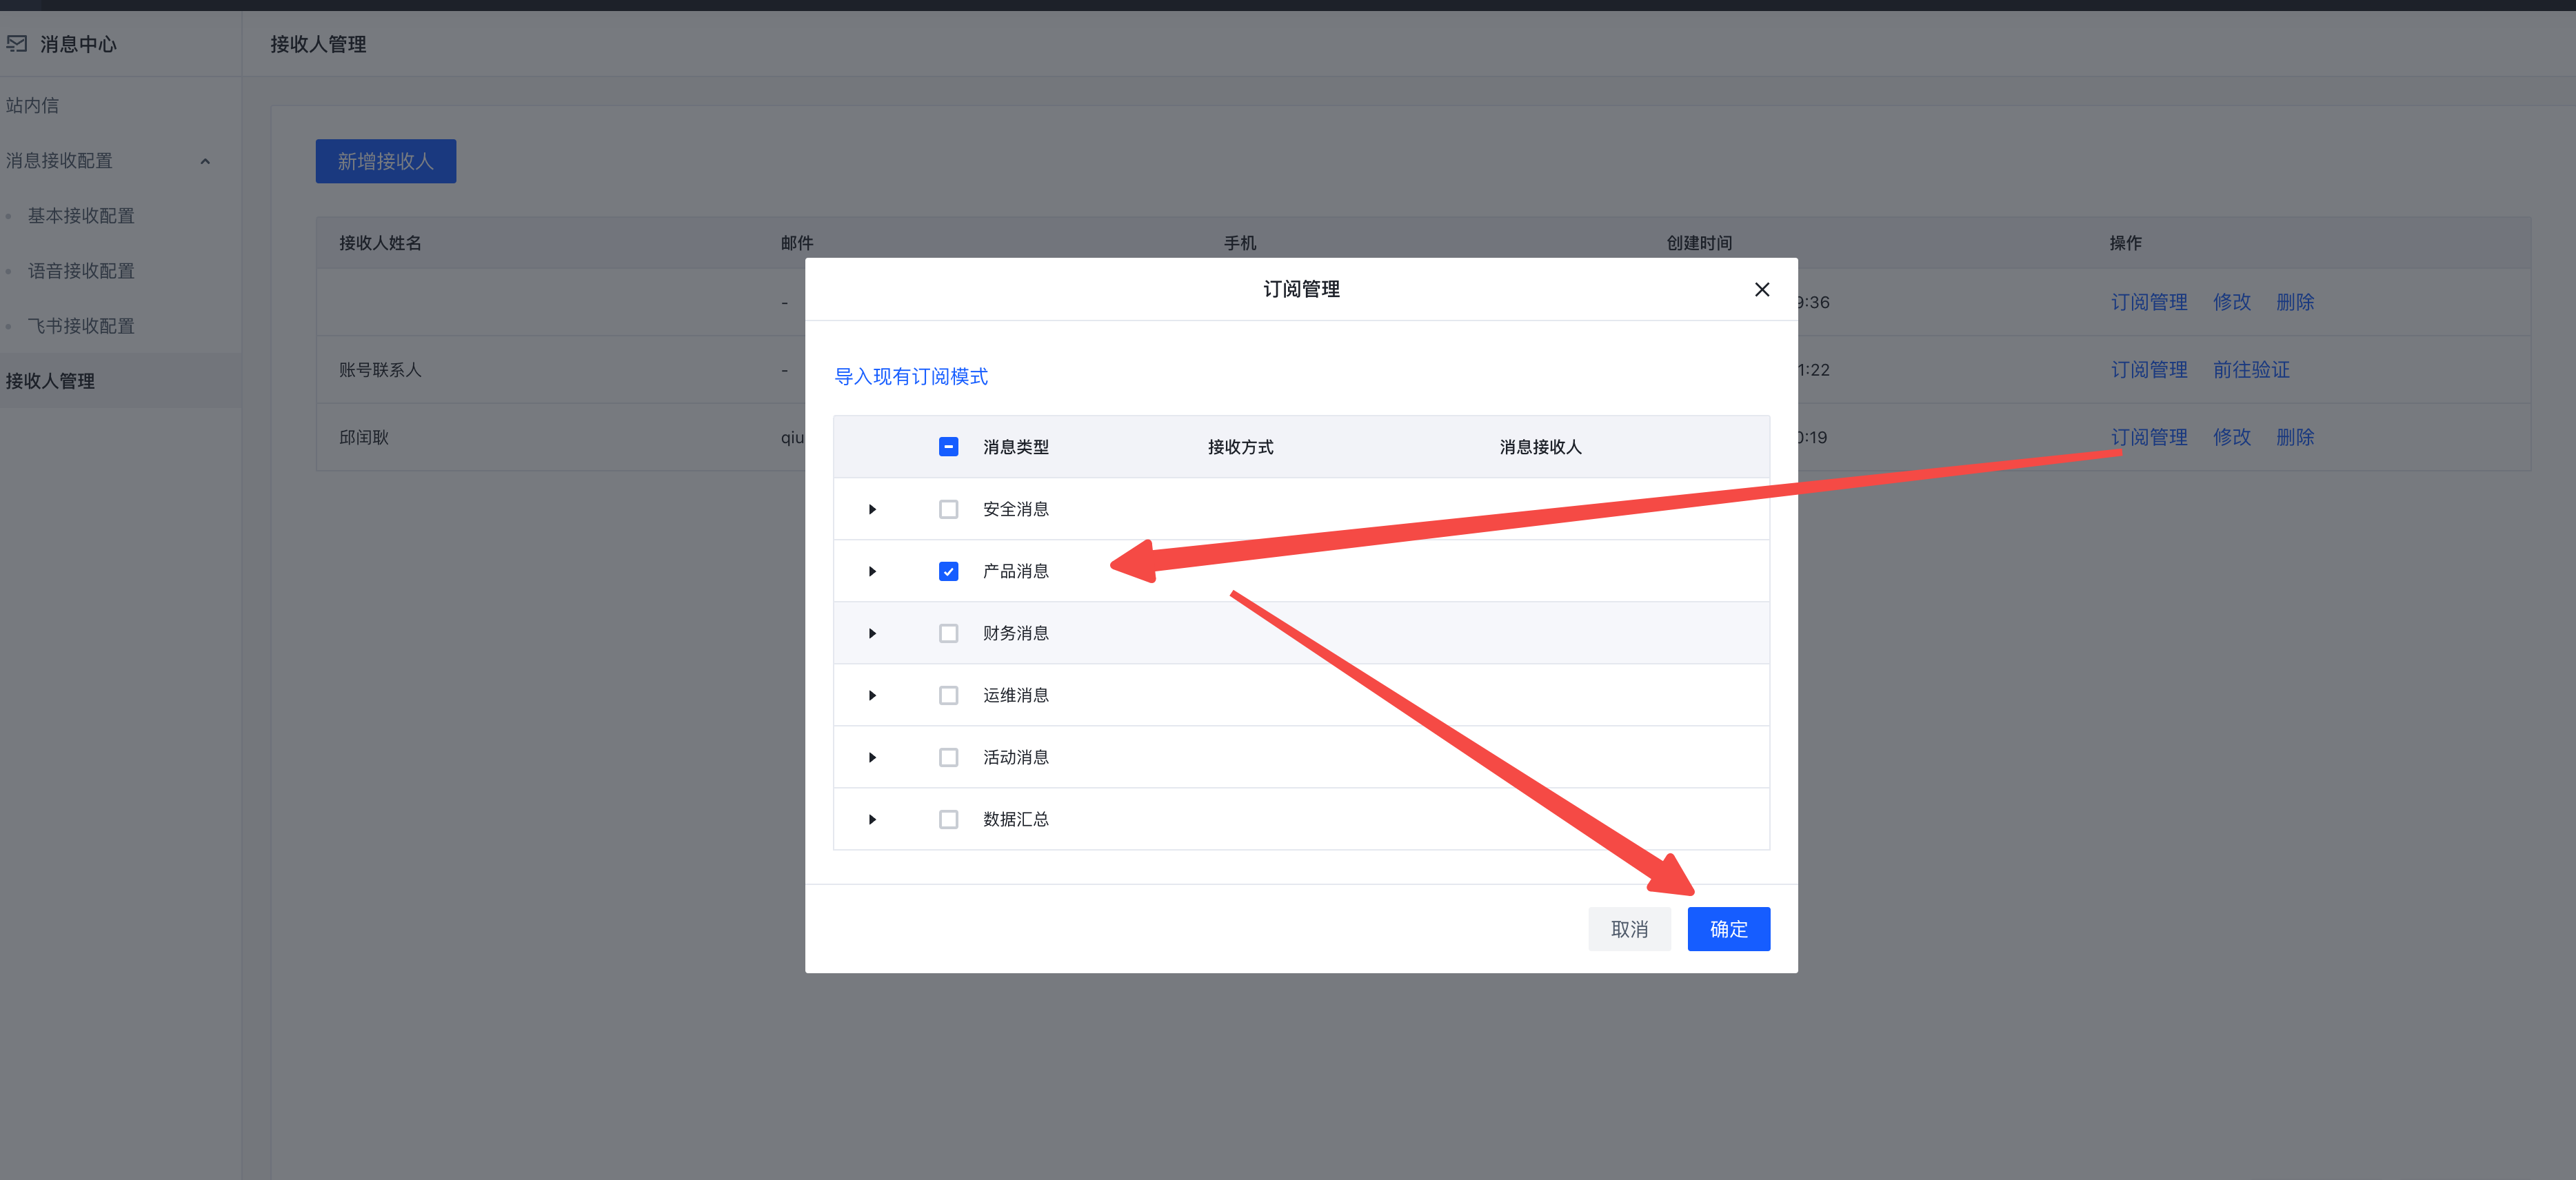 消息中心
接收人管理
站内信
消息接收配置
基本接收配置
语音接收配置
飞书接收配置
接收人管理
新增接收人
接收人姓名 邮件 手机 创建时间 操作
- 9:36 订阅管理 修改 删除
账号联系人 - 1:22 订阅管理 前往验证
邱闰耿 qiu 0:19 订阅管理 修改 删除
订阅管理
导入现有订阅模式
消息类型 接收方式 消息接收人
安全消息
产品消息
财务消息
运维消息
活动消息
数据汇总
取消 确定